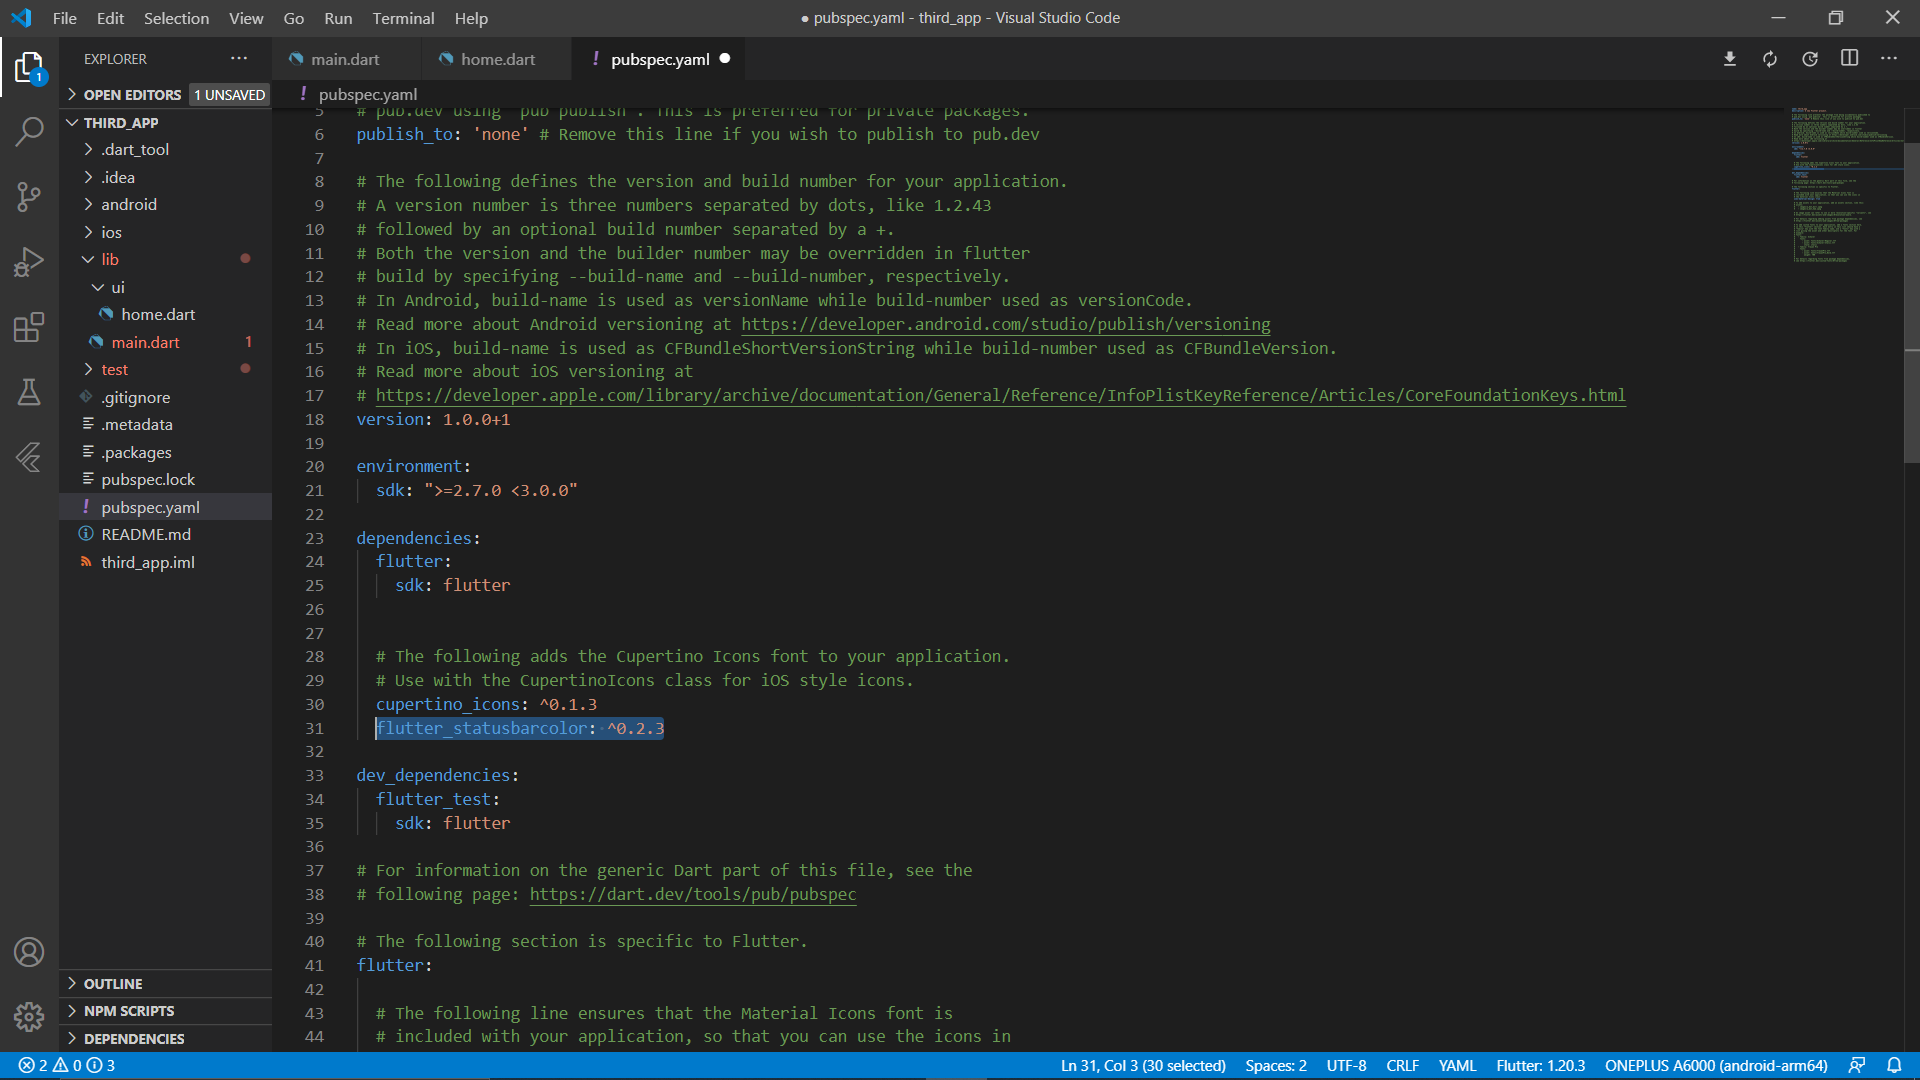 File Edit Selection View Go Run Terminal Help
● pubspec.yaml - third_app - Visual Studio Code
EXPLORER
main.dart
home.dart
! pubspec.yaml
OPEN EDITORS 1 UNSAVED
! pubspec.yaml
THIRD_APP
.dart_tool
.idea
android
ios
lib
ui
home.dart
main.dart 1
test
.gitignore
.metadata
.packages
pubspec.lock
! pubspec.yaml
README.md
third_app.iml
OUTLINE
NPM SCRIPTS
DEPENDENCIES
1
5 # pub.dev using `pub publish`. This is preferred for private packages.
6 publish_to: 'none' # Remove this line if you wish to publish to pub.dev
7
8 # The following defines the version and build number for your application.
9 # A version number is three numbers separated by dots, like 1.2.43
10 # followed by an optional build number separated by a +.
11 # Both the version and the builder number may be overridden in flutter
12 # build by specifying --build-name and --build-number, respectively.
13 # In Android, build-name is used as versionName while build-number used as versionCode.
14 # Read more about Android versioning at https://developer.android.com/studio/publish/versioning
15 # In iOS, build-name is used as CFBundleShortVersionString while build-number used as CFBundleVersion.
16 # Read more about iOS versioning at
17 # https://developer.apple.com/library/archive/documentation/General/Reference/InfoPlistKeyReference/Articles/CoreFoundationKeys.html
18 version: 1.0.0+1
19
20 environment:
21 sdk: ">=2.7.0 <3.0.0"
22
23 dependencies:
24 flutter:
25 sdk: flutter
26
27
28 # The following adds the Cupertino Icons font to your application.
29 # Use with the CupertinoIcons class for iOS style icons.
30 cupertino_icons: ^0.1.3
31 flutter_statusbarcolor: ^0.2.3
32
33 dev_dependencies:
34 flutter_test:
35 sdk: flutter
36
37 # For information on the generic Dart part of this file, see the
38 # following page: https://dart.dev/tools/pub/pubspec
39
40 # The following section is specific to Flutter.
41 flutter:
42
43 # The following line ensures that the Material Icons font is
44 # included with your application, so that you can use the icons in
2 0 3
Ln 31, Col 3 (30 selected) Spaces: 2 UTF-8 CRLF YAML Flutter: 1.20.3 ONEPLUS A6000 (android-arm64)